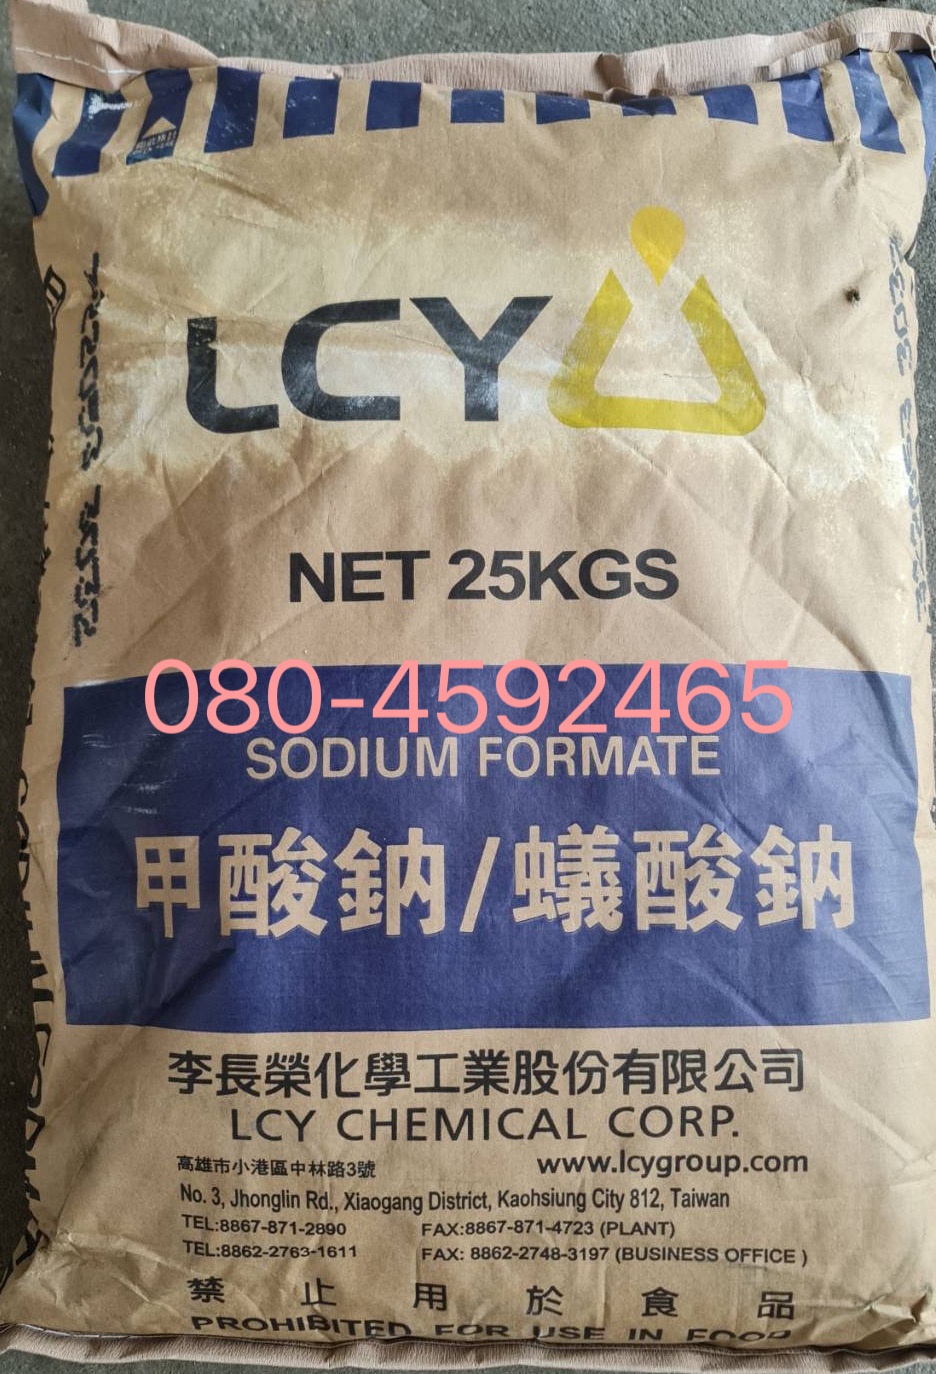 LCY
NET 25KGS
080-4592465
SODIUM FORMATE
甲酸鈉/蟻酸鈉
李長榮化學工業股份有限公司
LCY CHEMICAL CORP.
高雄市小港區中林路3號 www.lcygroup.com
No. 3, Jhonglin Rd., Xiaogang District, Kaohsiung City 812, Taiwan
TEL:8867-871-2890 FAX:8867-871-4723 (PLANT)
TEL:8862-2763-1611 FAX: 8862-2748-3197 (BUSINESS OFFICE )
禁止用於食品
PROHIBITED FOR USE IN FOOD